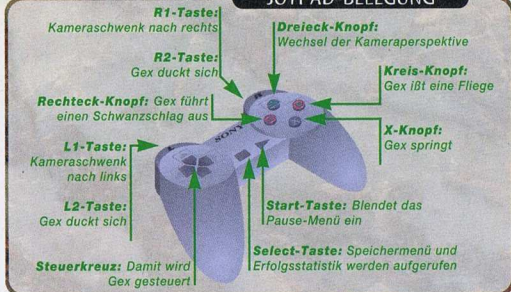 JOYPAD-BELEGUNG
R1-Taste:
Kameraschwenk nach rechts
R2-Taste:
Gex duckt sich
Rechteck-Knopf: Gex führt
einen Schwanzschlag aus
L1-Taste:
Kameraschwenk
nach links
L2-Taste:
Gex duckt sich
Steuerkreuz: Damit wird
Gex gesteuert
Dreieck-Knopf:
Wechsel der Kameraperspektive
Kreis-Knopf:
Gex ißt eine Fliege
X-Knopf:
Gex springt
Start-Taste: Blendet das
Pause-Menü ein
Select-Taste: Speichermenü und
Erfolgsstatistik werden aufgerufen
L
R
SONY